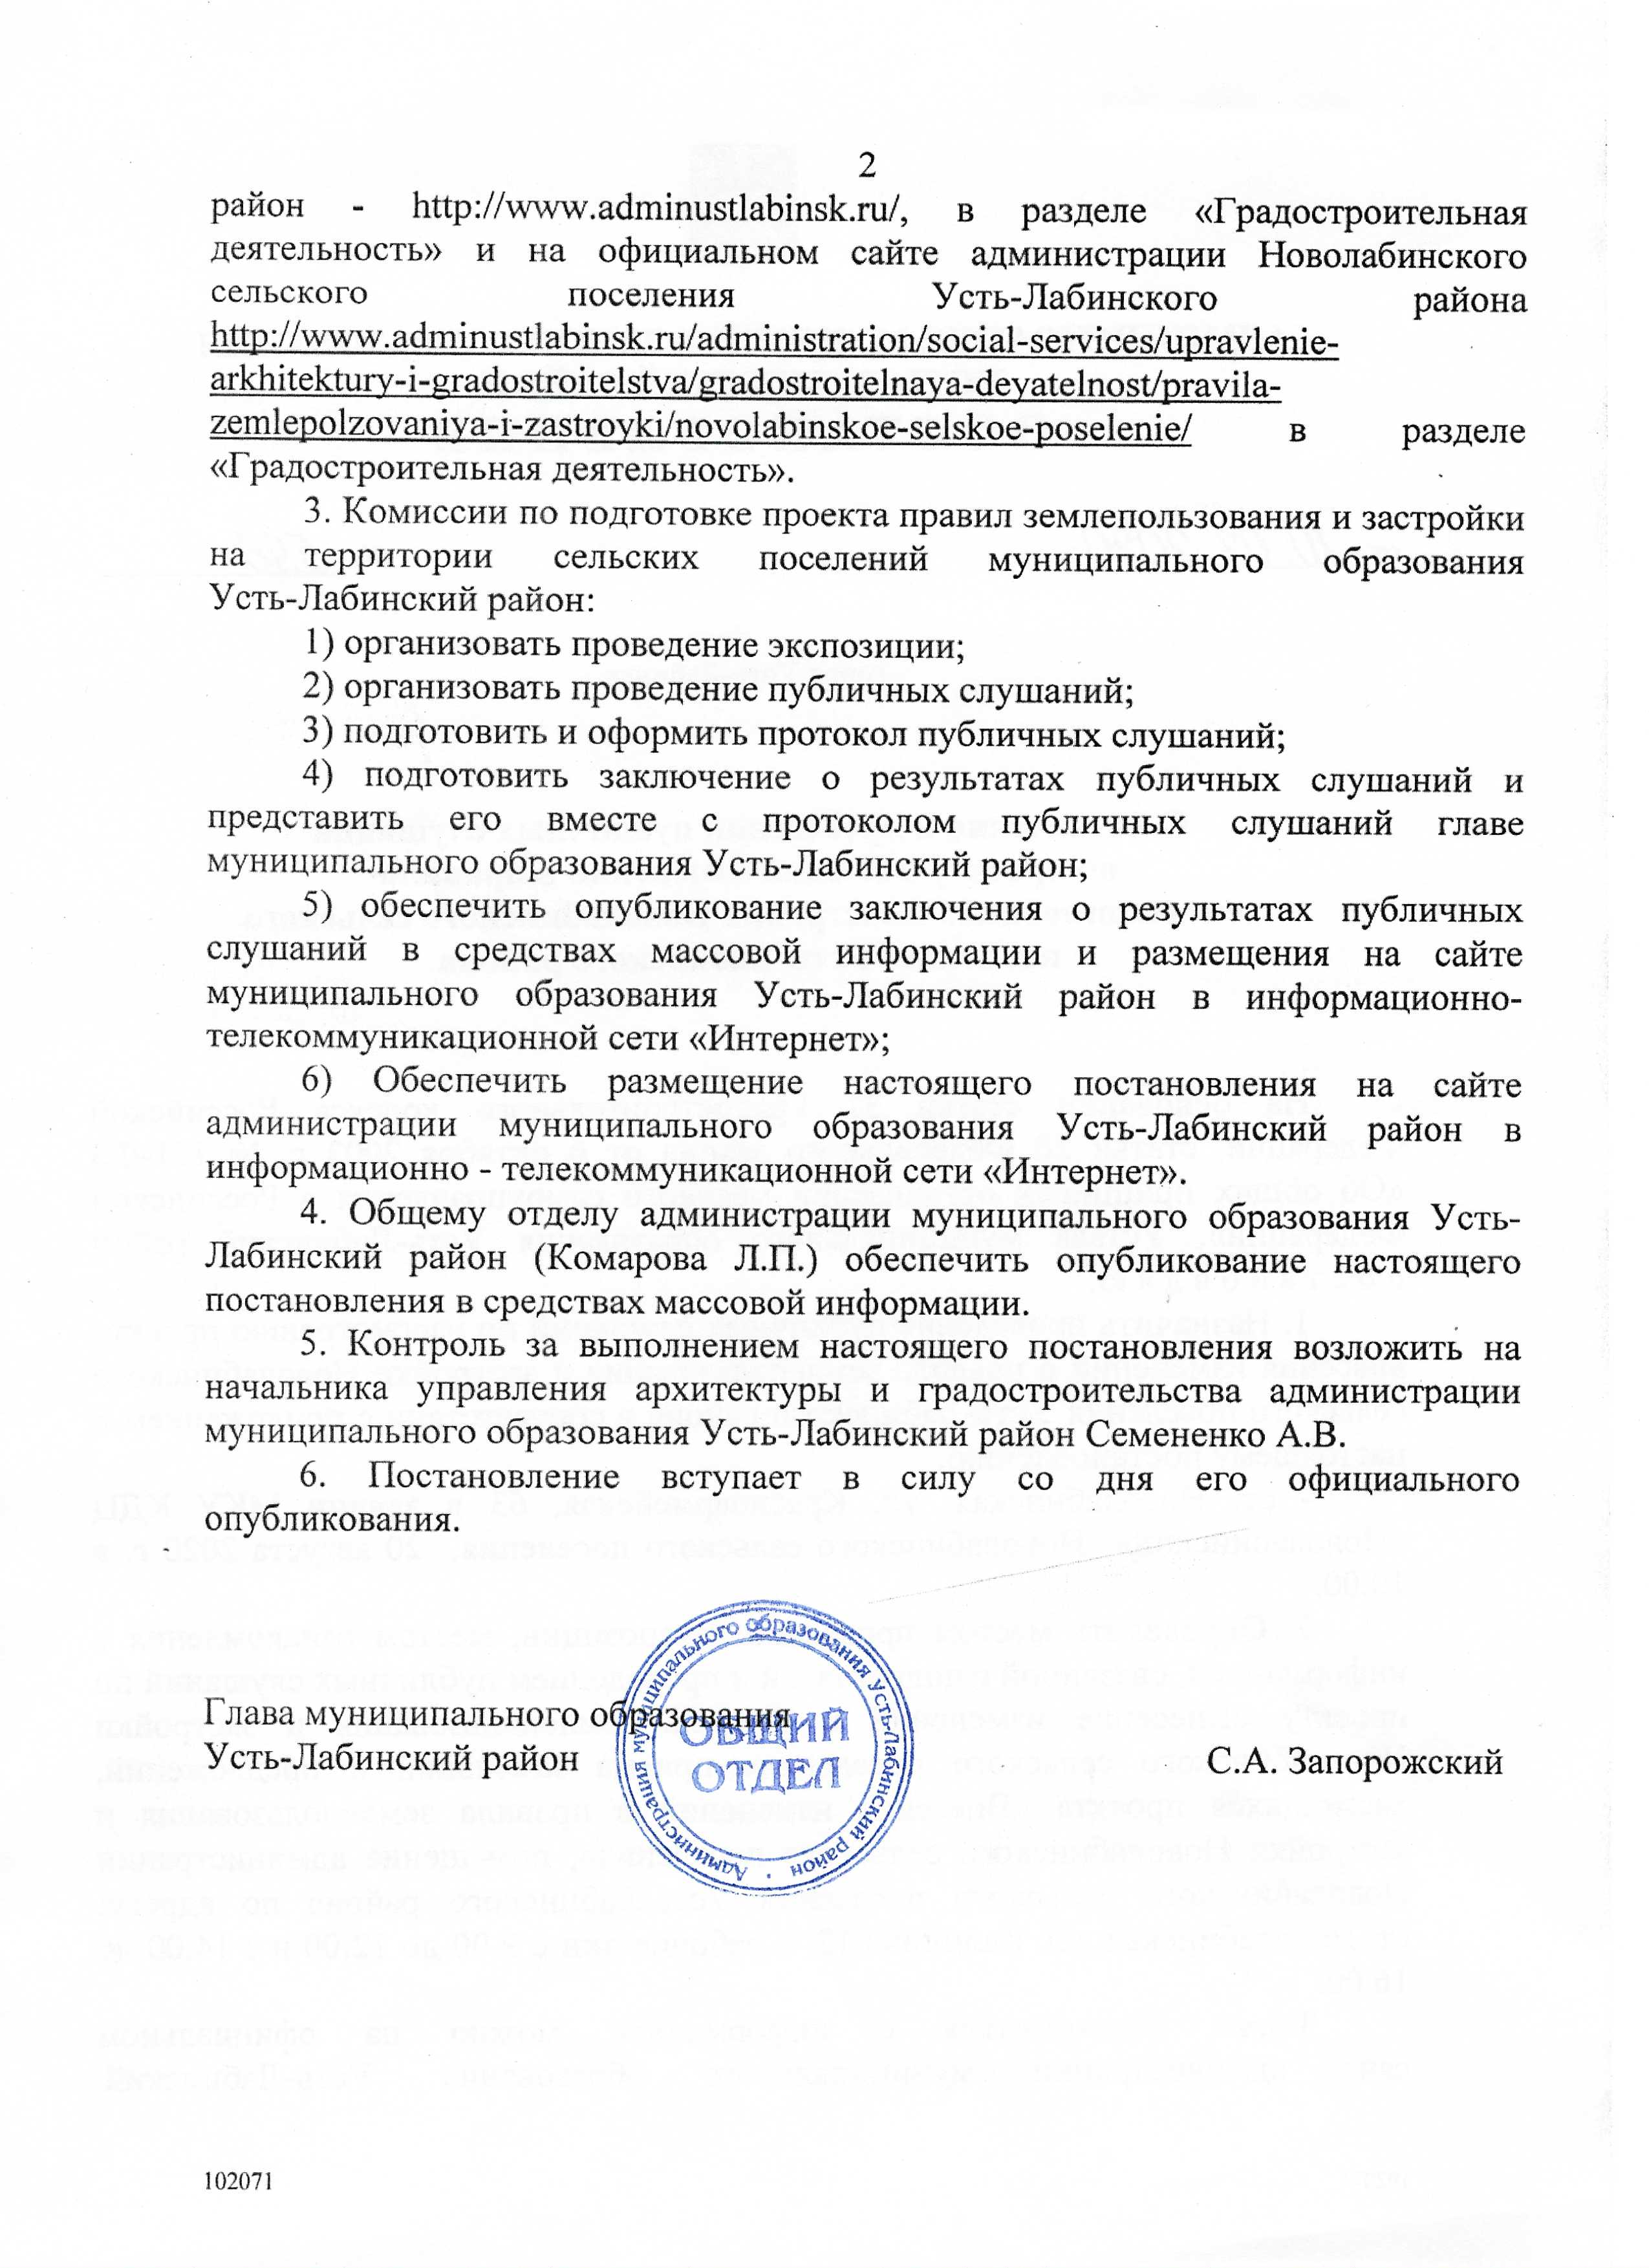 2
район - http://www.adminustlabinsk.ru/, в разделе «Градостроительная
деятельность» и на официальном сайте администрации Новолабинского
сельского поселения Усть-Лабинского района
http://www.adminustlabinsk.ru/administration/social-services/upravlenie-
arkhitektury-i-gradostroitelstva/gradostroitelnaya-deyatelnost/pravila-
zemlepolzovaniya-i-zastroyki/novolabinskoe-selskoe-poselenie/ в разделе
«Градостроительная деятельность».
3. Комиссии по подготовке проекта правил землепользования и застройки
на территории сельских поселений муниципального образования
Усть-Лабинский район:
1) организовать проведение экспозиции;
2) организовать проведение публичных слушаний;
3) подготовить и оформить протокол публичных слушаний;
4) подготовить заключение о результатах публичных слушаний и
представить его вместе с протоколом публичных слушаний главе
муниципального образования Усть-Лабинский район;
5) обеспечить опубликование заключения о результатах публичных
слушаний в средствах массовой информации и размещения на сайте
муниципального образования Усть-Лабинский район в информационно-
телекоммуникационной сети «Интернет»;
6) Обеспечить размещение настоящего постановления на сайте
администрации муниципального образования Усть-Лабинский район в
информационно - телекоммуникационной сети «Интернет».
4. Общему отделу администрации муниципального образования Усть-
Лабинский район (Комарова Л.П.) обеспечить опубликование настоящего
постановления в средствах массовой информации.
5. Контроль за выполнением настоящего постановления возложить на
начальника управления архитектуры и градостроительства администрации
муниципального образования Усть-Лабинский район Семененко А.В.
6. Постановление вступает в силу со дня его официального
опубликования.
Глава муниципального образования
Усть-Лабинский район
С.А. Запорожский
Администрация муниципального образования Усть-Лабинский район
ОБЩИЙ
ОТДЕЛ
102071